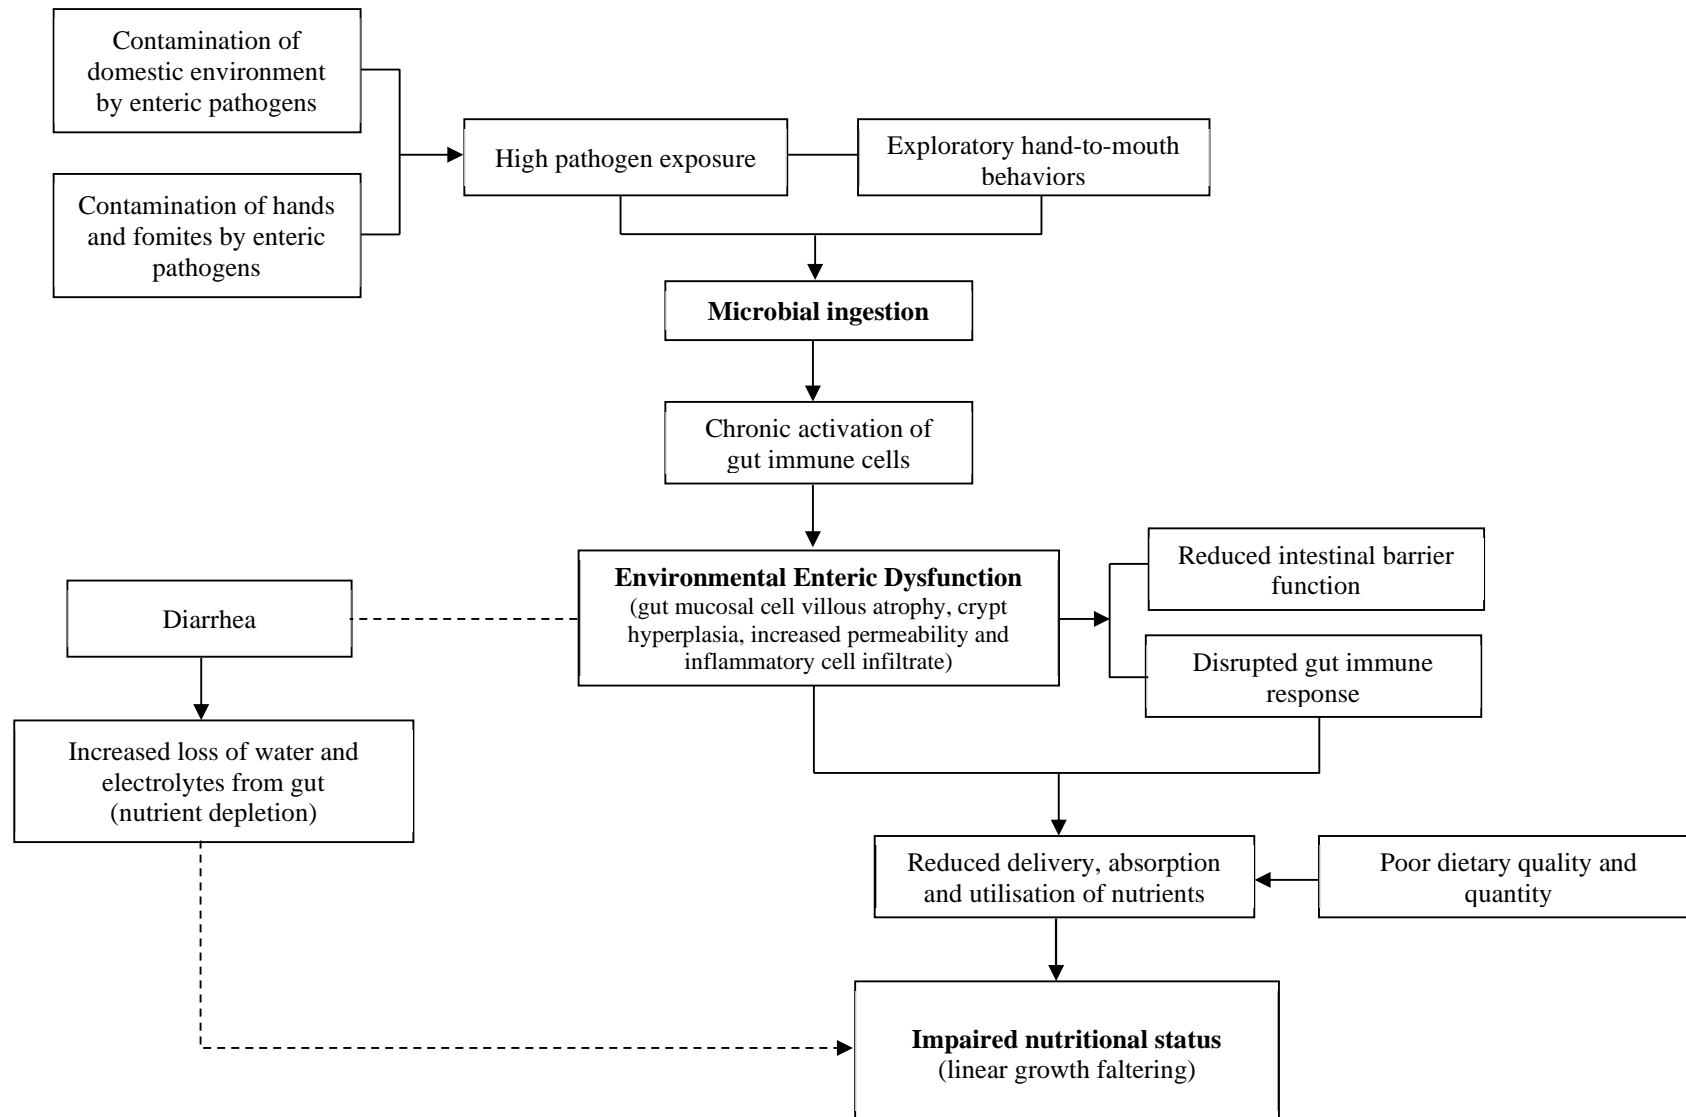 Contamination of
domestic environment
by enteric pathogens
High pathogen exposure
Exploratory hand-to-mouth
behaviors
Contamination of hands
and fomites by enteric
pathogens
Microbial ingestion
Chronic activation of
gut immune cells
Environmental Enteric Dysfunction
(gut mucosal cell villous atrophy, crypt
hyperplasia, increased permeability and
inflammatory cell infiltrate)
Reduced intestinal barrier
function
Disrupted gut immune
response
Diarrhea
Increased loss of water and
electrolytes from gut
(nutrient depletion)
Reduced delivery, absorption
and utilisation of nutrients
Poor dietary quality and
quantity
Impaired nutritional status
(linear growth faltering)